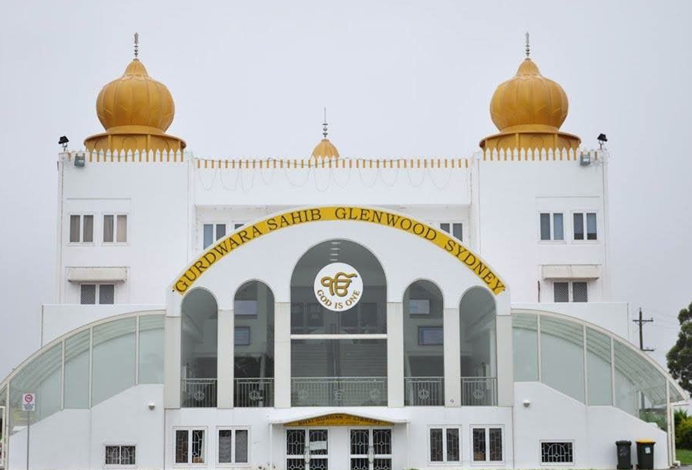 GURDWARA SAHIB GLENWOOD SYDNEY
ੴ
GOD IS ONE